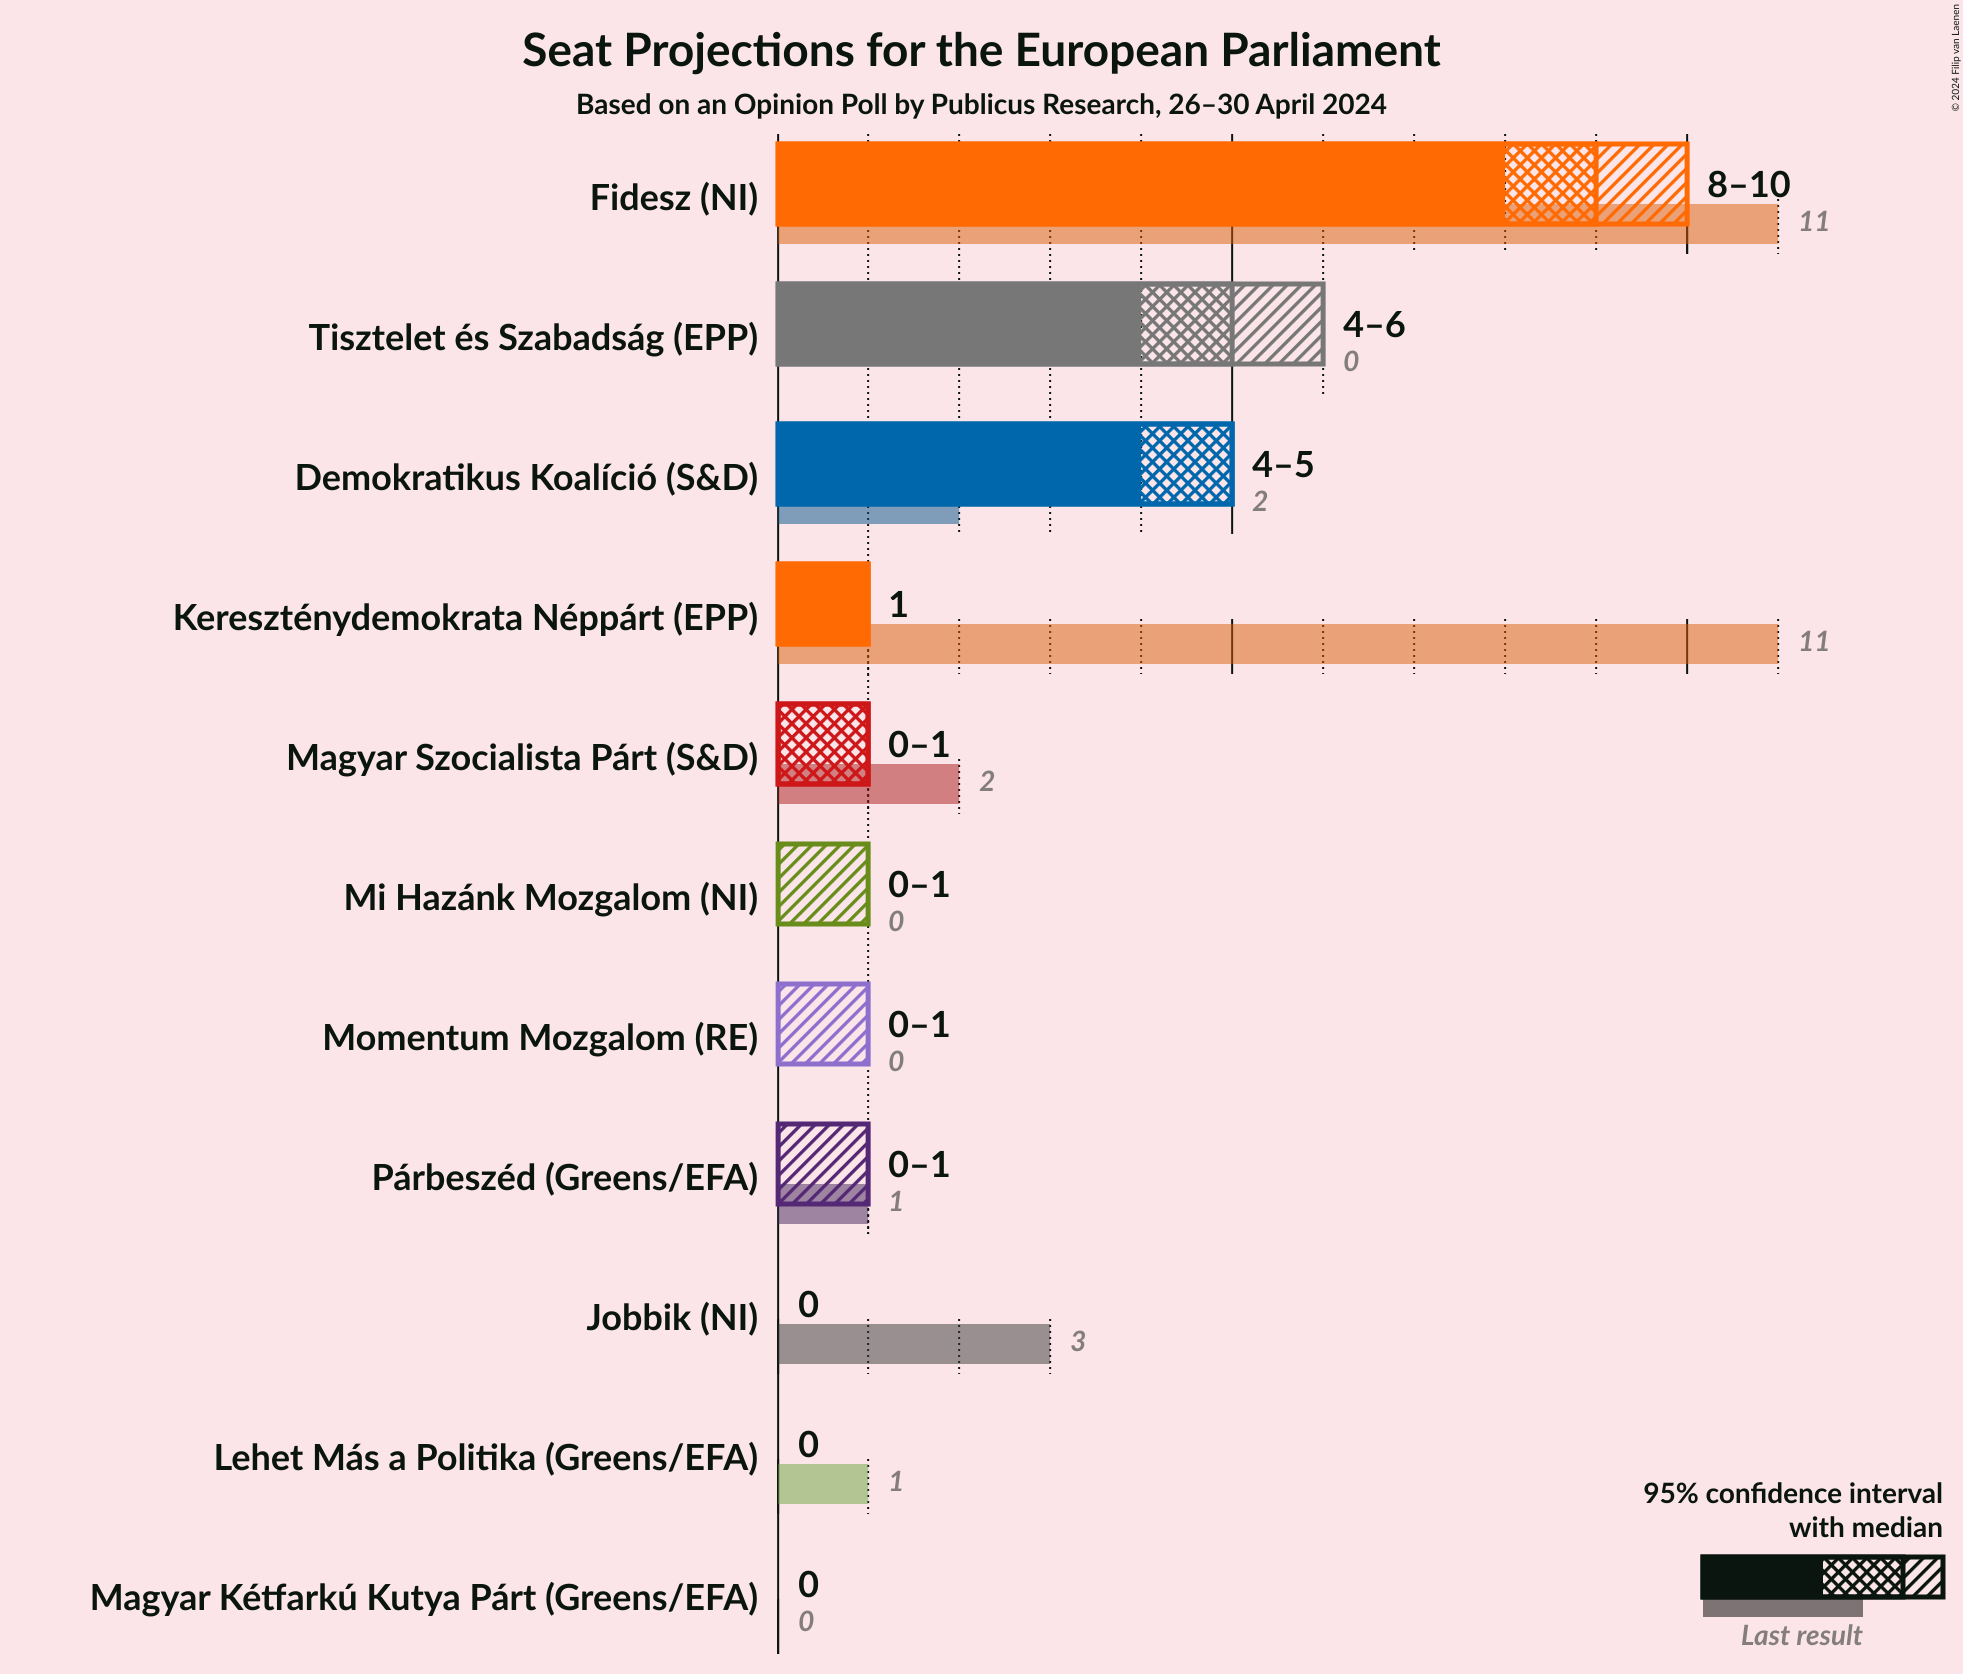 Seat Projections for the European Parliament
Based on an Opinion Poll by Publicus Research, 26–30 April 2024
© 2024 Filip van Laenen
Fidesz (NI)
8–10
11
Tisztelet és Szabadság (EPP)
4–6
0
Demokratikus Koalíció (S&D)
4–5
2
Kereszténydemokrata Néppárt (EPP)
1
11
Magyar Szocialista Párt (S&D)
0–1
2
Mi Hazánk Mozgalom (NI)
0–1
0
Momentum Mozgalom (RE)
0–1
0
Párbeszéd (Greens/EFA)
0–1
1
Jobbik (NI)
0
3
Lehet Más a Politika (Greens/EFA)
0
1
Magyar Kétfarkú Kutya Párt (Greens/EFA)
0
0
95% confidence interval
with median
Last result